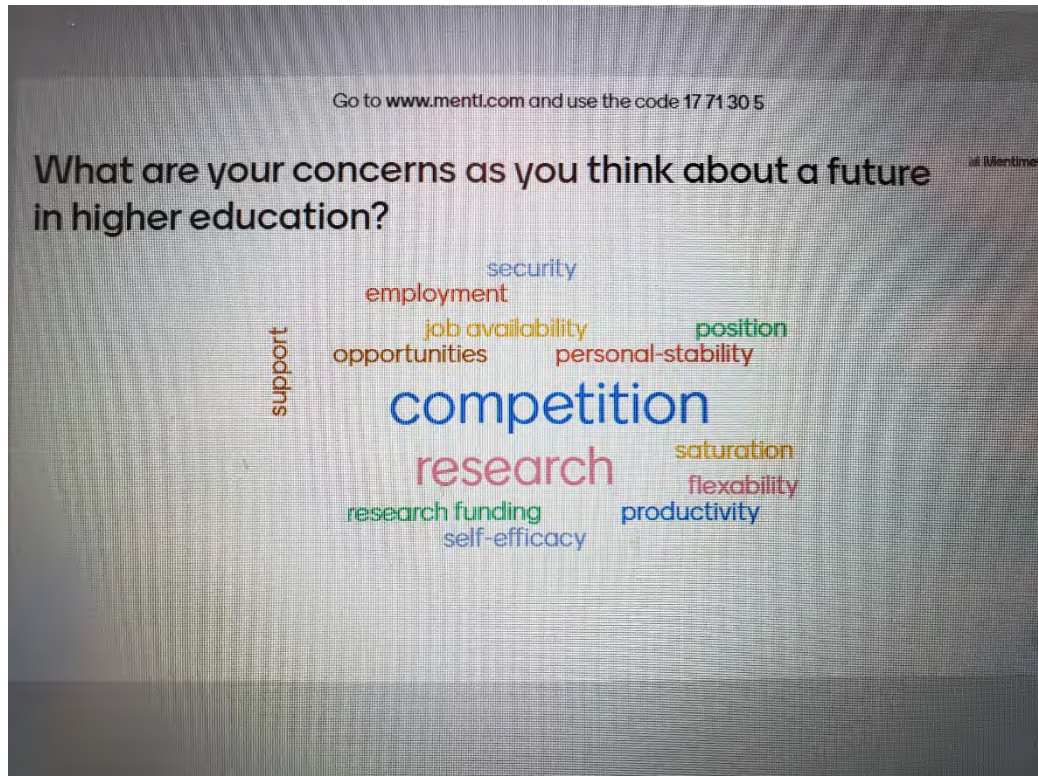 Go to www.menti.com and use the code 17 71 30 5
Mentime
What are your concerns as you think about a future
in higher education?
security
employment
job availability
position
support
opportunities
personal-stability
competition
research
saturation
flexability
research funding
productivity
self-efficacy